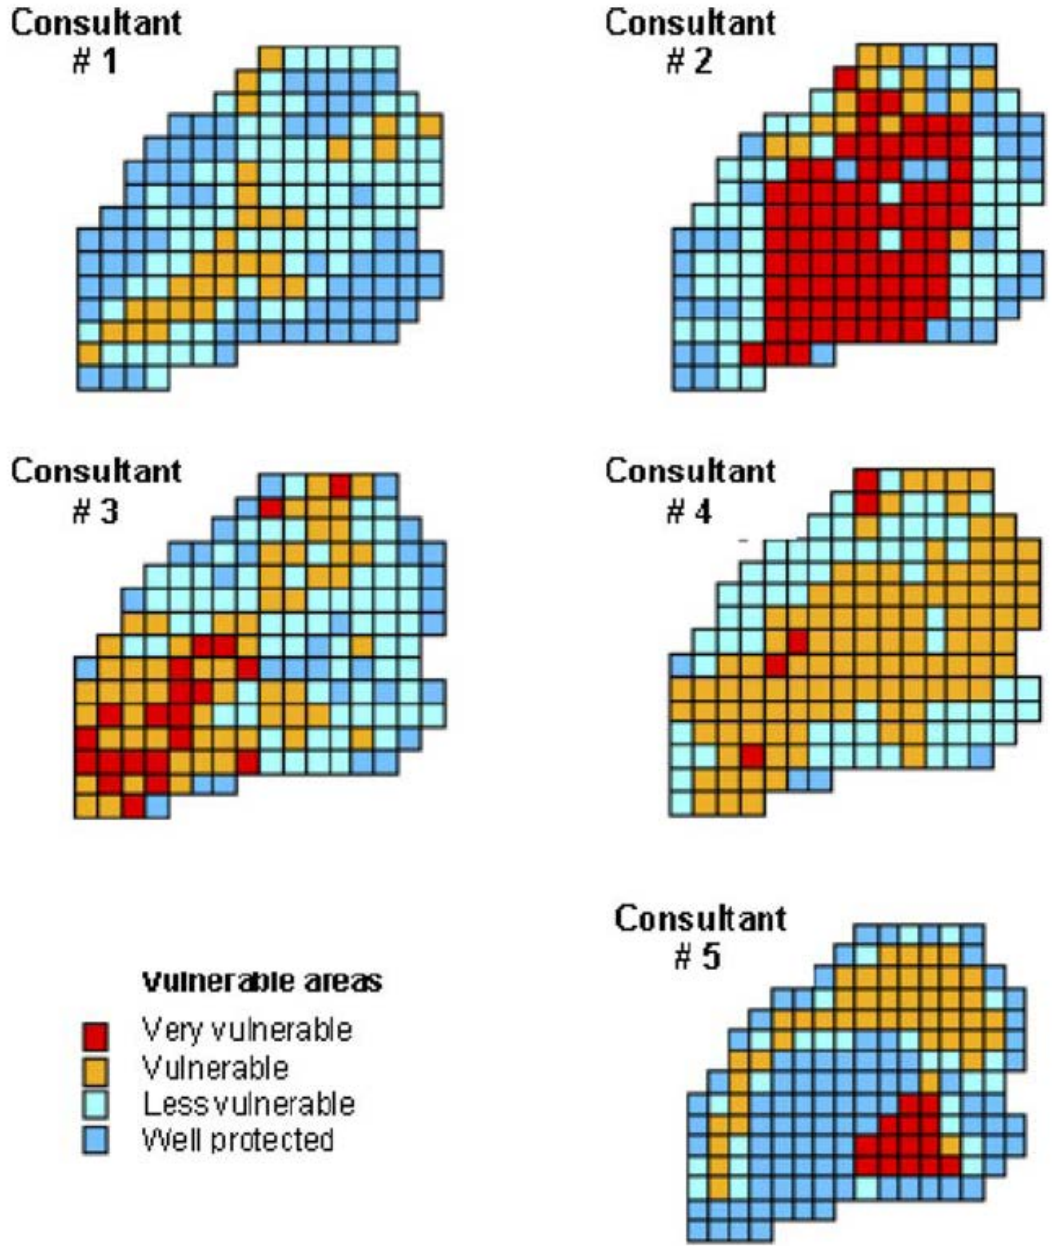 Consultant
# 1
Consultant
# 2
Consultant
# 3
Consultant
# 4
Consultant
# 5
Vulnerable areas
Very vulnerable
Vulnerable
Less vulnerable
Well protected